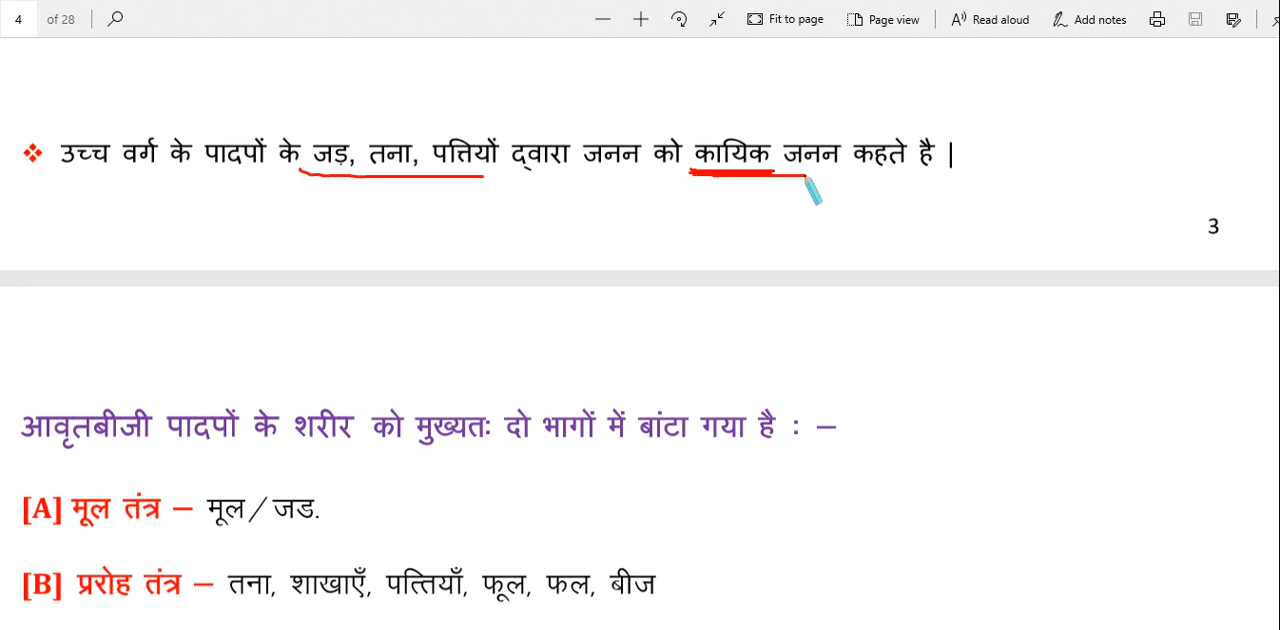 4 of 28 Fit to page Page view Read aloud Add notes
❖ उच्च वर्ग के पादपों के जड़, तना, पत्तियों द्वारा जनन को कायिक जनन कहते है |
3
आवृतबीजी पादपों के शरीर को मुख्यतः दो भागों में बांटा गया है : –
[A] मूल तंत्र – मूल/जड.
[B] प्ररोह तंत्र – तना, शाखाएँ, पत्तियाँ, फूल, फल, बीज